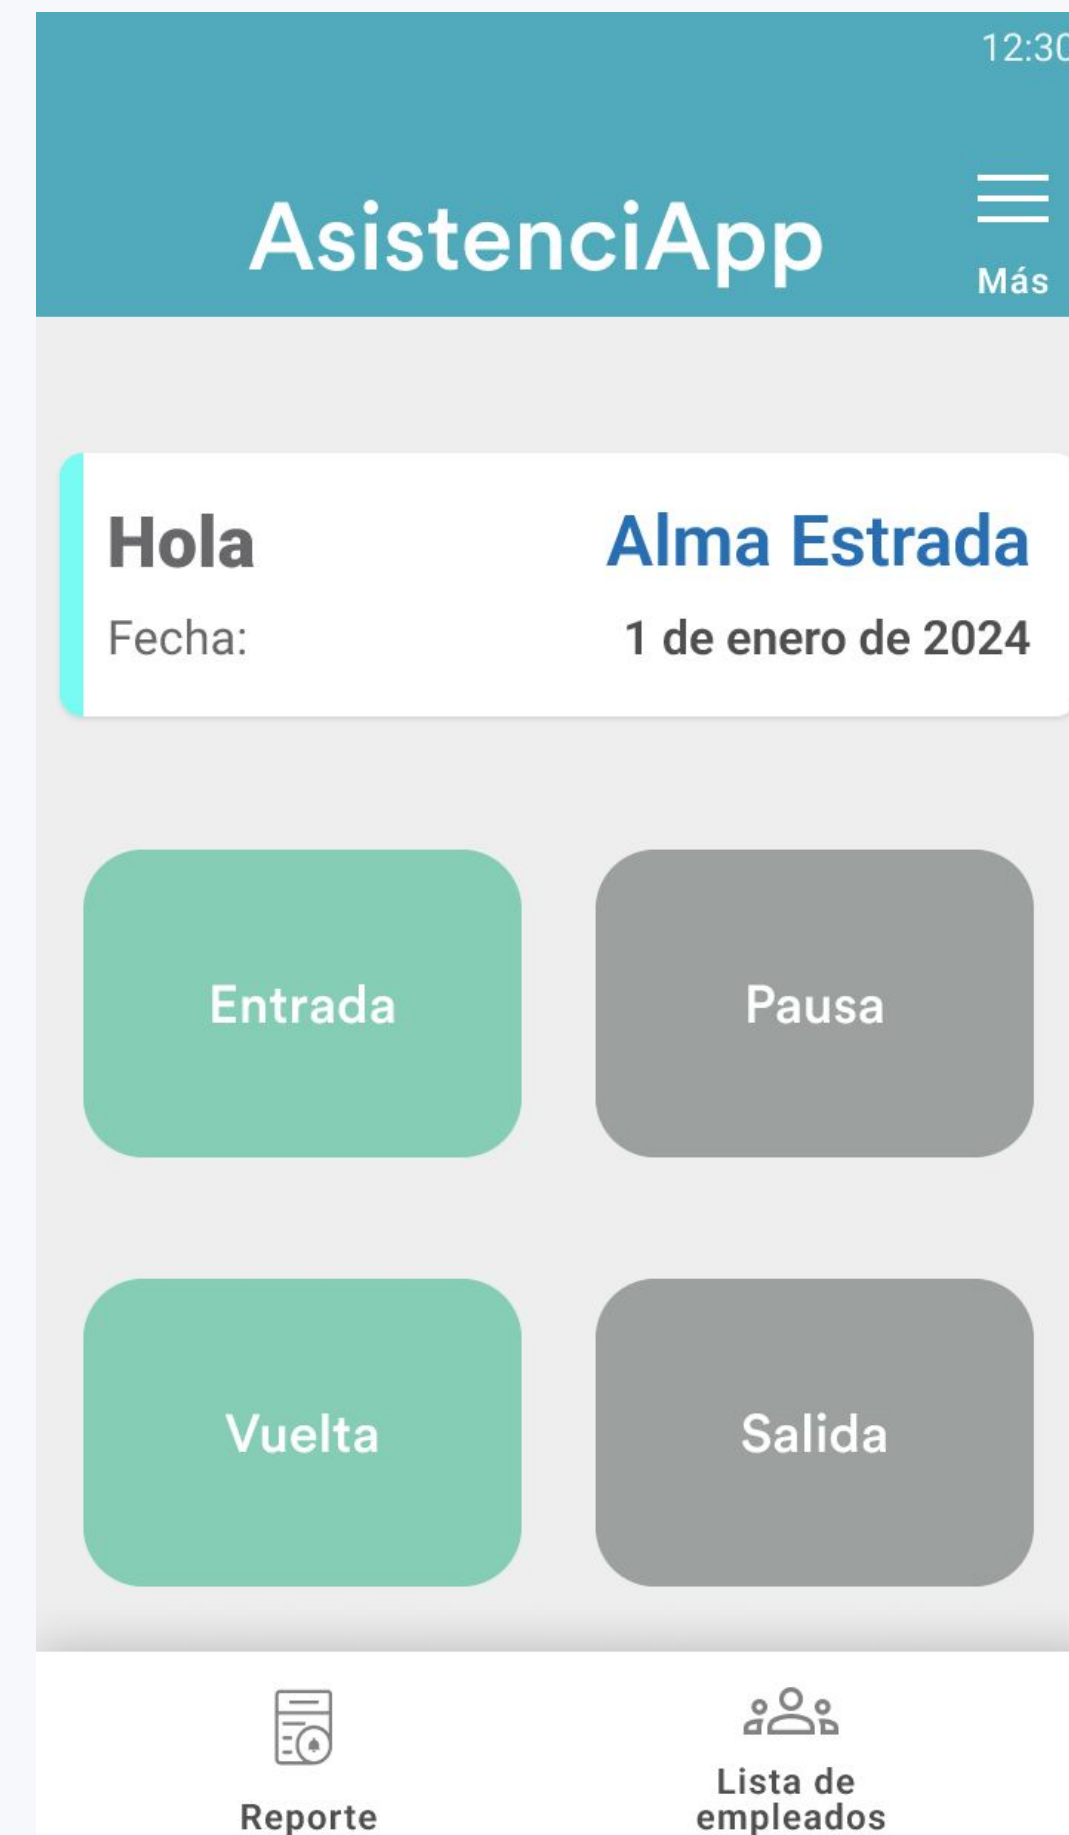 12:30
AsistenciApp
Más
Hola
Alma Estrada
Fecha:
1 de enero de 2024
Entrada
Pausa
Vuelta
Salida
Reporte
Lista de
empleados